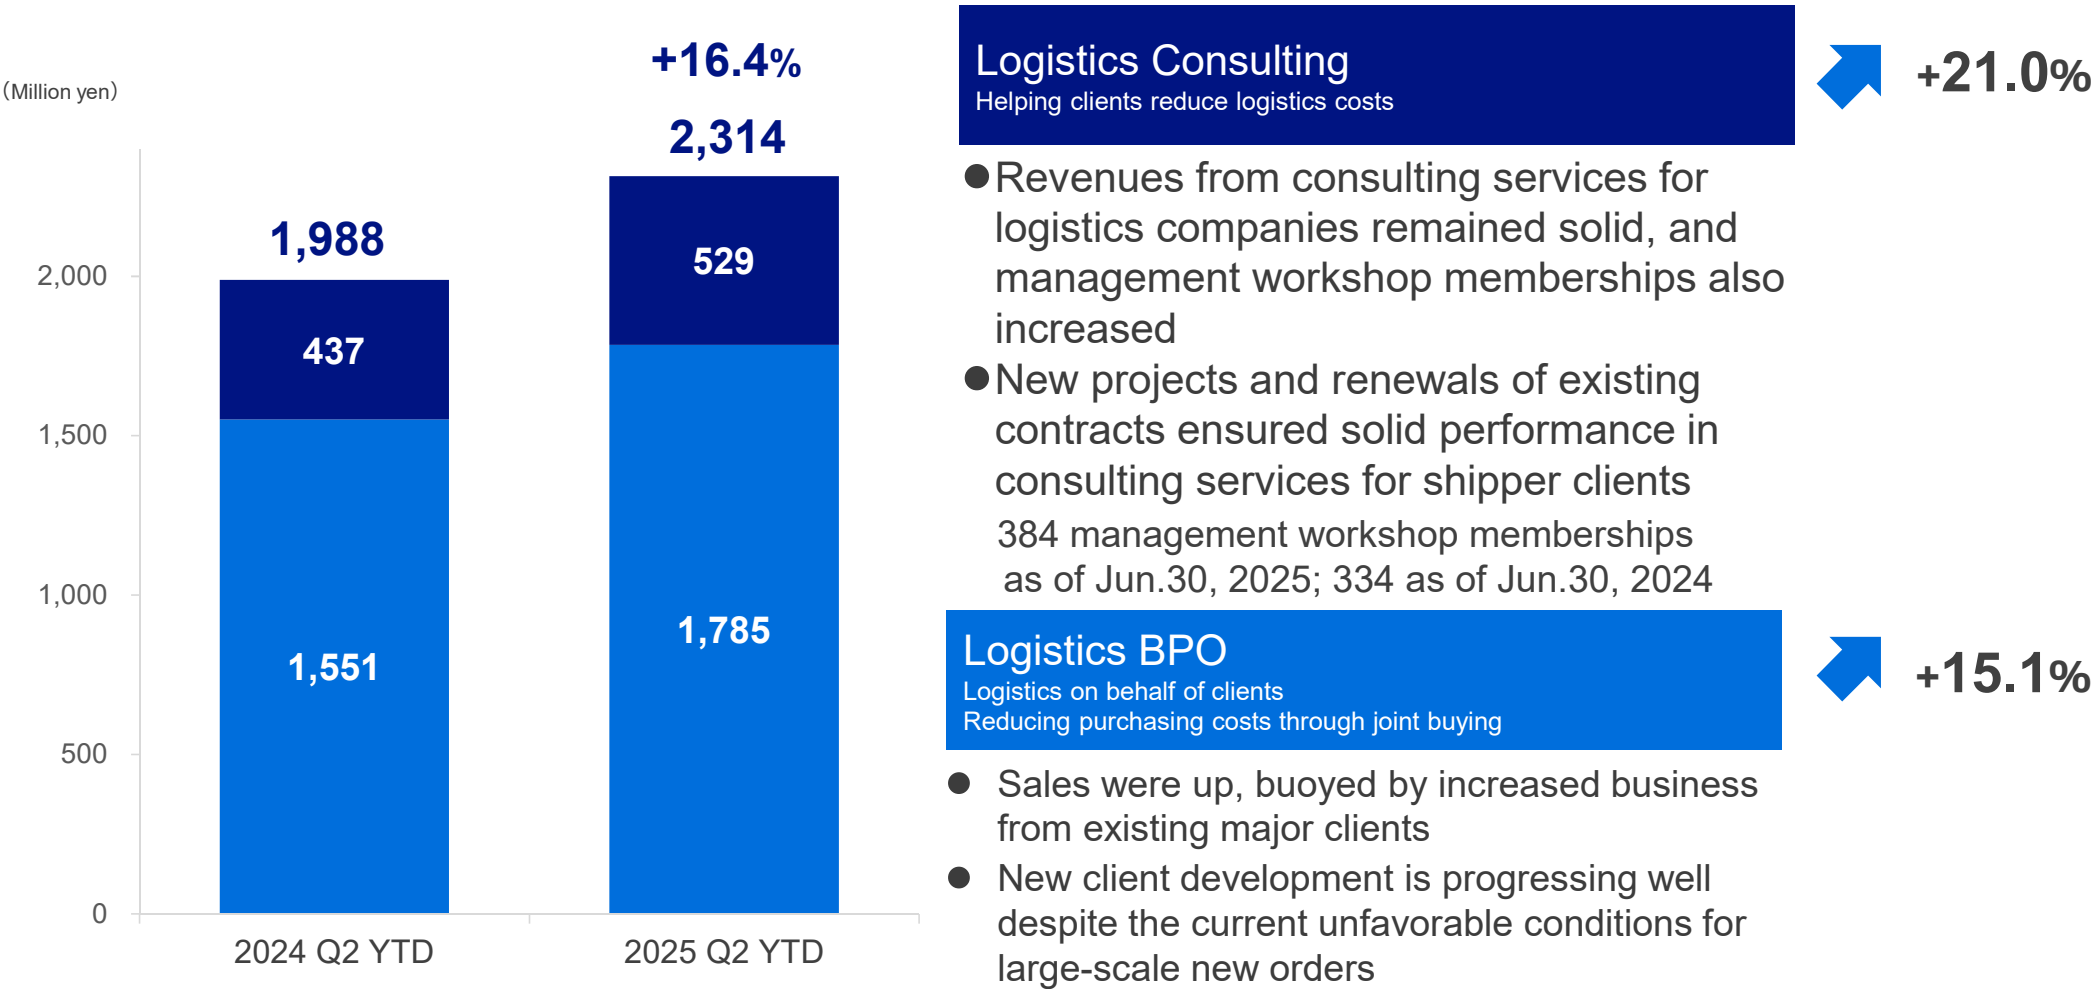 (Million yen)
+16.4%
2,314
1,988
529
437
1,785
1,551
2,000
1,500
1,000
500
0
2024 Q2 YTD
2025 Q2 YTD
Logistics Consulting
Helping clients reduce logistics costs
+21.0%
●Revenues from consulting services for
logistics companies remained solid, and
management workshop memberships also
increased
●New projects and renewals of existing
contracts ensured solid performance in
consulting services for shipper clients
384 management workshop memberships
as of Jun.30, 2025; 334 as of Jun.30, 2024
Logistics BPO
Logistics on behalf of clients
Reducing purchasing costs through joint buying
+15.1%
● Sales were up, buoyed by increased business
from existing major clients
● New client development is progressing well
despite the current unfavorable conditions for
large-scale new orders